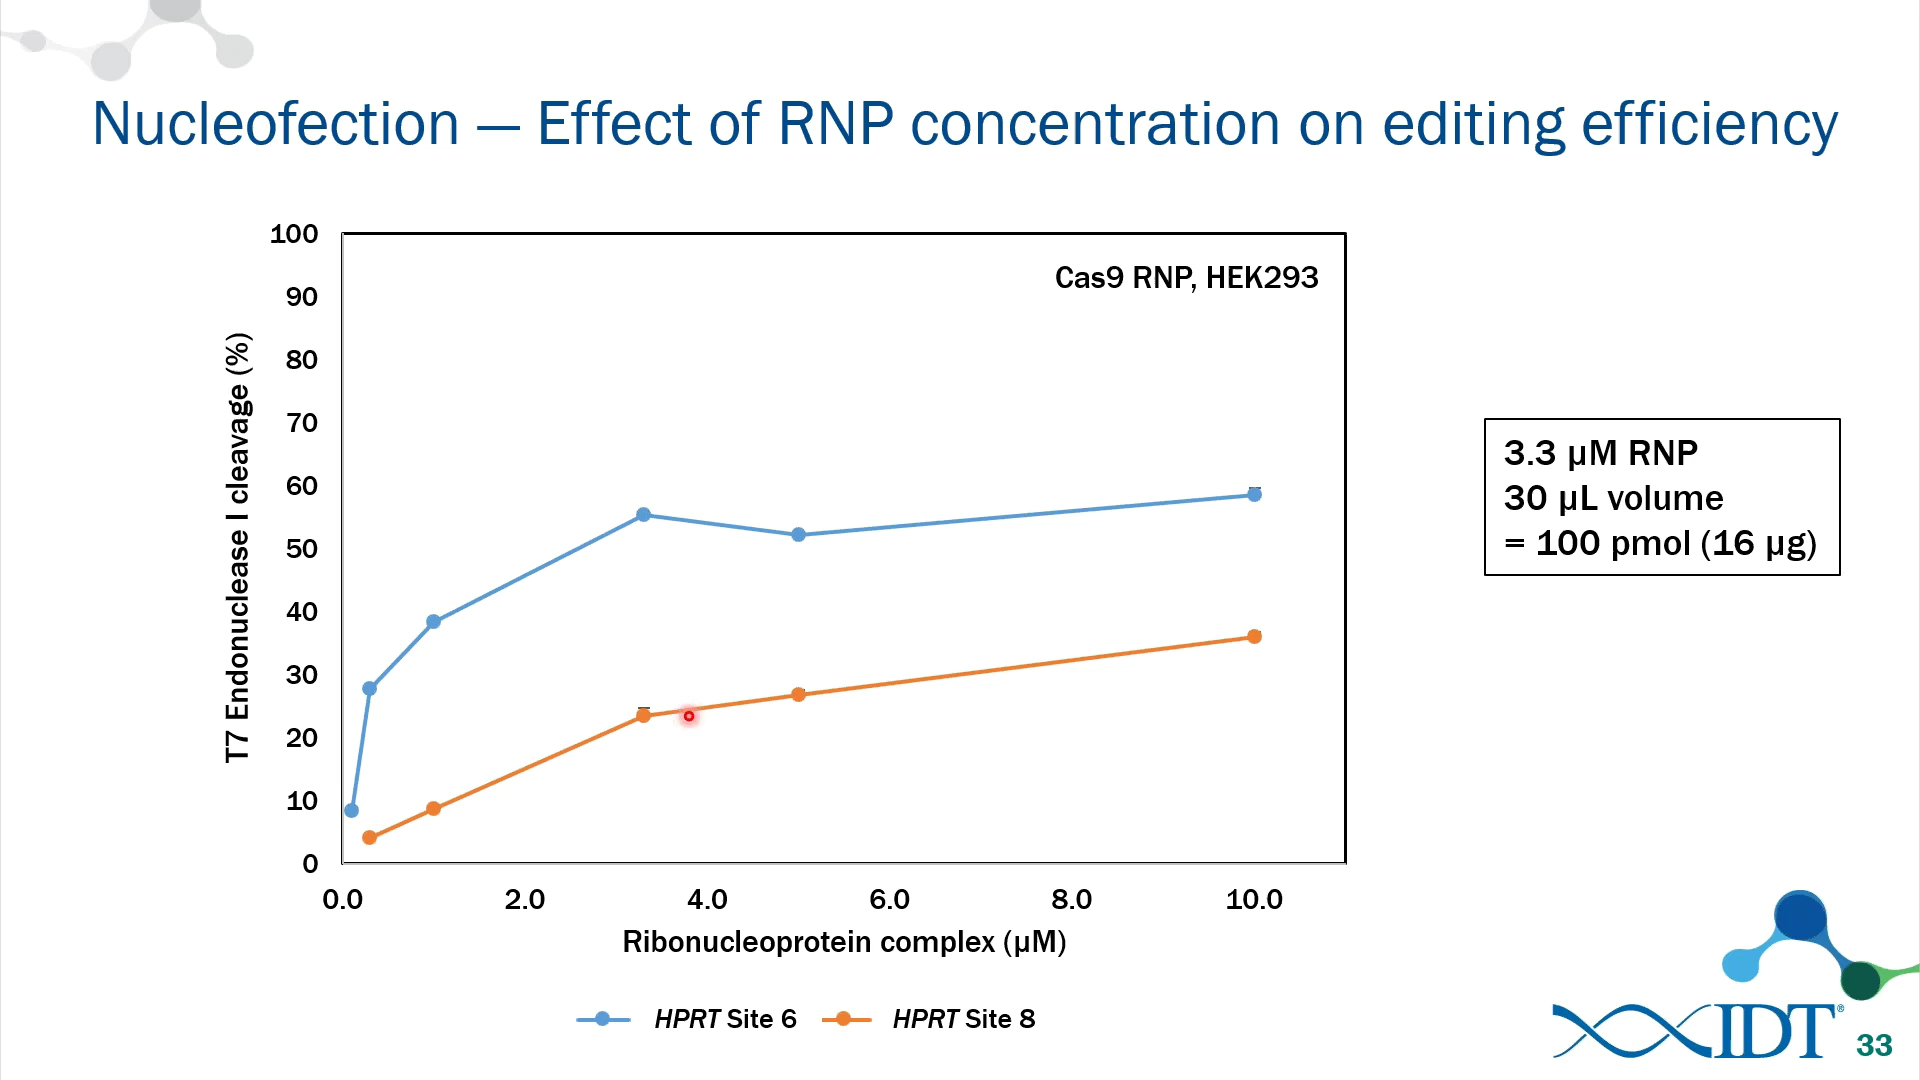 Nucleofection — Effect of RNP concentration on editing efficiency
100
90
80
70
60
50
40
30
20
10
0
T7 Endonuclease I cleavage (%)
Cas9 RNP, HEK293
0.0 2.0 4.0 6.0 8.0 10.0
Ribonucleoprotein complex (µM)
HPRT Site 6 HPRT Site 8
3.3 µM RNP
30 µL volume
= 100 pmol (16 µg)
IDT®
33